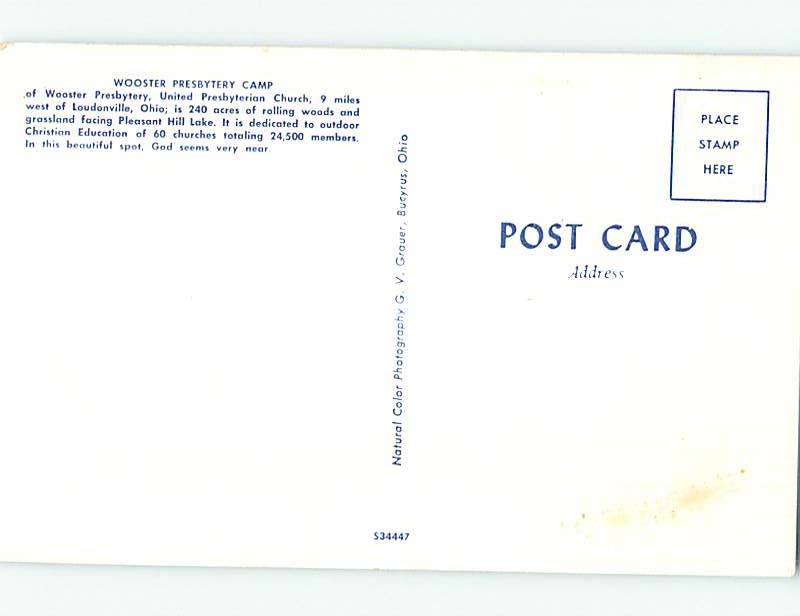 WOOSTER PRESBYTERY CAMP
of Wooster Presbytery, United Presbyterian Church; 9 miles
west of Loudonville, Ohio; is 240 acres of rolling woods and
grassland facing Pleasant Hill Lake. It is dedicated to outdoor
Christian Education of 60 churches totaling 24,500 members.
In this beautiful spot, God seems very near.
Natural Color Photography G. V. Grauer, Bucyrus, Ohio
S34447
PLACE
STAMP
HERE
POST CARD
Address